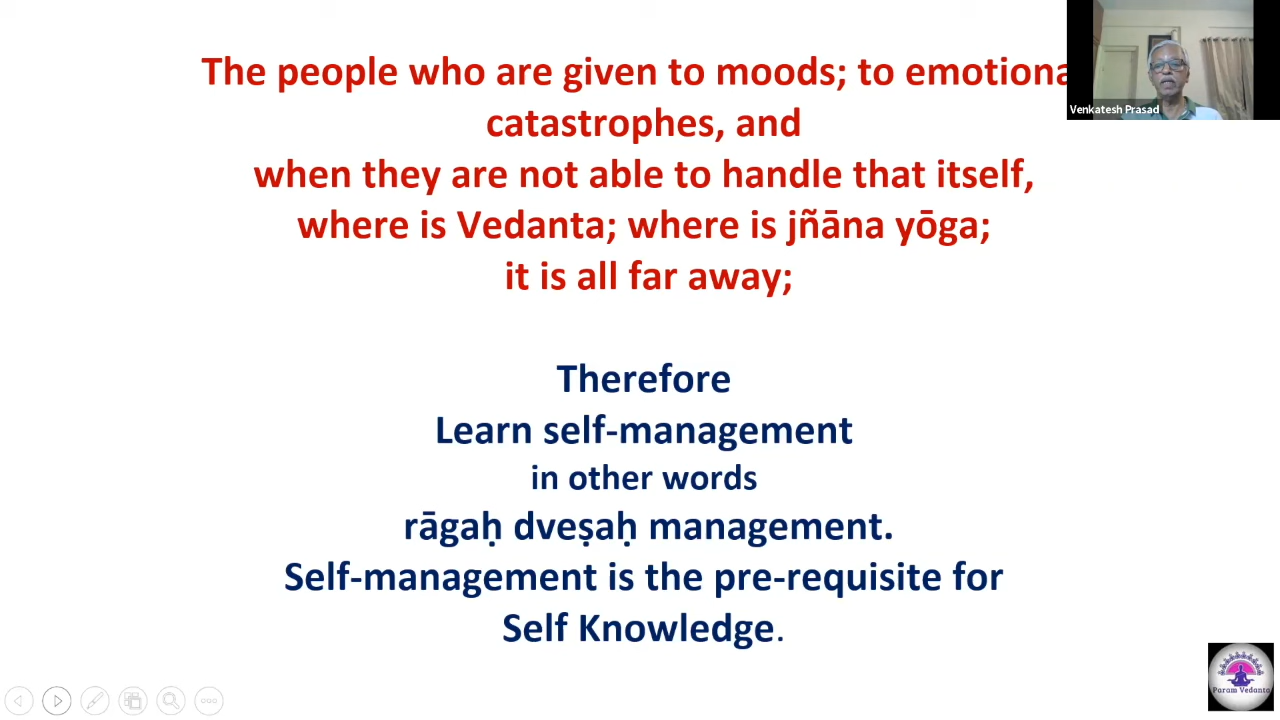 The people who are given to moods; to emotiona
catastrophes, and
when they are not able to handle that itself,
where is Vedanta; where is jñāna yōga;
it is all far away;
Therefore
Learn self-management
in other words
rāgaḥ dveṣaḥ management.
Self-management is the pre-requisite for
Self Knowledge.
Venkatesh Prasad
Param Vedanta